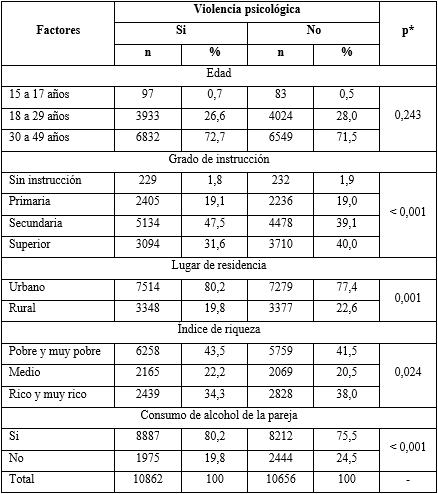 Factores Violencia psicológica p*
Si No
n % n %
Edad
15 a 17 años 97 0,7 83 0,5
18 a 29 años 3933 26,6 4024 28,0 0,243
30 a 49 años 6832 72,7 6549 71,5
Grado de instrucción
Sin instrucción 229 1,8 232 1,9
Primaria 2405 19,1 2236 19,0 < 0,001
Secundaria 5134 47,5 4478 39,1
Superior 3094 31,6 3710 40,0
Lugar de residencia
Urbano 7514 80,2 7279 77,4 0,001
Rural 3348 19,8 3377 22,6
Indice de riqueza
Pobre y muy pobre 6258 43,5 5759 41,5
Medio 2165 22,2 2069 20,5 0,024
Rico y muy rico 2439 34,3 2828 38,0
Consumo de alcohol de la pareja
Si 8887 80,2 8212 75,5 < 0,001
No 1975 19,8 2444 24,5
Total 10862 100 10656 100 -